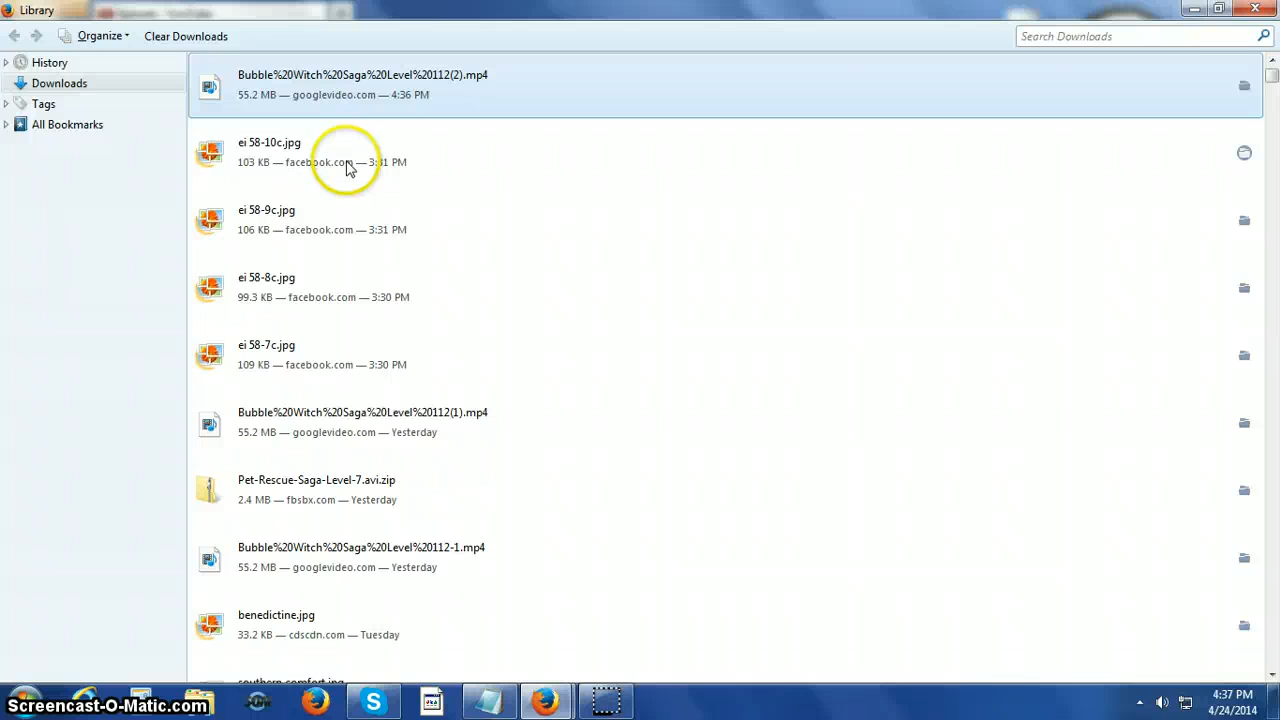 Library
Organize
Clear Downloads
Search Downloads
History
Downloads
Tags
All Bookmarks
Bubble%20Witch%20Saga%20Level%20112(2).mp4
55.2 MB — googlevideo.com — 4:36 PM
ei 58-10c.jpg
103 KB — facebook.com — 3:31 PM
ei 58-9c.jpg
106 KB — facebook.com — 3:31 PM
ei 58-8c.jpg
99.3 KB — facebook.com — 3:30 PM
ei 58-7c.jpg
109 KB — facebook.com — 3:30 PM
Bubble%20Witch%20Saga%20Level%20112(1).mp4
55.2 MB — googlevideo.com — Yesterday
Pet-Rescue-Saga-Level-7.avi.zip
2.4 MB — fbsbx.com — Yesterday
Bubble%20Witch%20Saga%20Level%20112-1.mp4
55.2 MB — googlevideo.com — Yesterday
benedictine.jpg
33.2 KB — cdscdn.com — Tuesday
southern comfort.jpg
Screencast-O-Matic.com
4:37 PM
4/24/2014